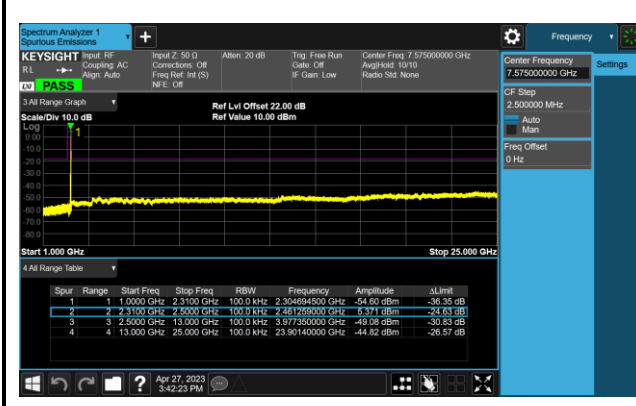 Spectrum Analyzer 1
Spurious Emissions
+
Frequency
KEYSIGHT Input: RF Input Z: 50 Ω Atten: 20 dB Trig: Free Run Center Freq: 7.575000000 GHz
RL Coupling: AC Corrections: Off Gate: Off Avg|Hold: 10/10
Align: Auto Freq Ref: Int (S) IF Gain: Low Radio Std: None
NFE: Off
LXI PASS
Center Frequency
7.575000000 GHz
Settings
CF Step
2.500000 MHz
Auto
Man
Freq Offset
0 Hz
3 All Range Graph
Ref Lvl Offset 22.00 dB
Scale/Div 10.0 dB Ref Value 10.00 dBm
Log
1
0.00
-10.0
-20.0
-30.0
-40.0
-50.0
-60.0
-70.0
-80.0
Start 1.000 GHz Stop 25.000 GHz
4 All Range Table
Spur Range Start Freq Stop Freq RBW Frequency Amplitude ΔLimit
1 1 1.0000 GHz 2.3100 GHz 100.0 kHz 2.304694500 GHz -54.60 dBm -36.35 dB
2 2 2.3100 GHz 2.5000 GHz 100.0 kHz 2.461259000 GHz 5.371 dBm -24.63 dB
3 3 2.5000 GHz 13.000 GHz 100.0 kHz 3.977350000 GHz -49.08 dBm -30.83 dB
4 4 13.000 GHz 25.000 GHz 100.0 kHz 23.90140000 GHz -44.82 dBm -26.57 dB
? Apr 27, 2023
3:42:23 PM